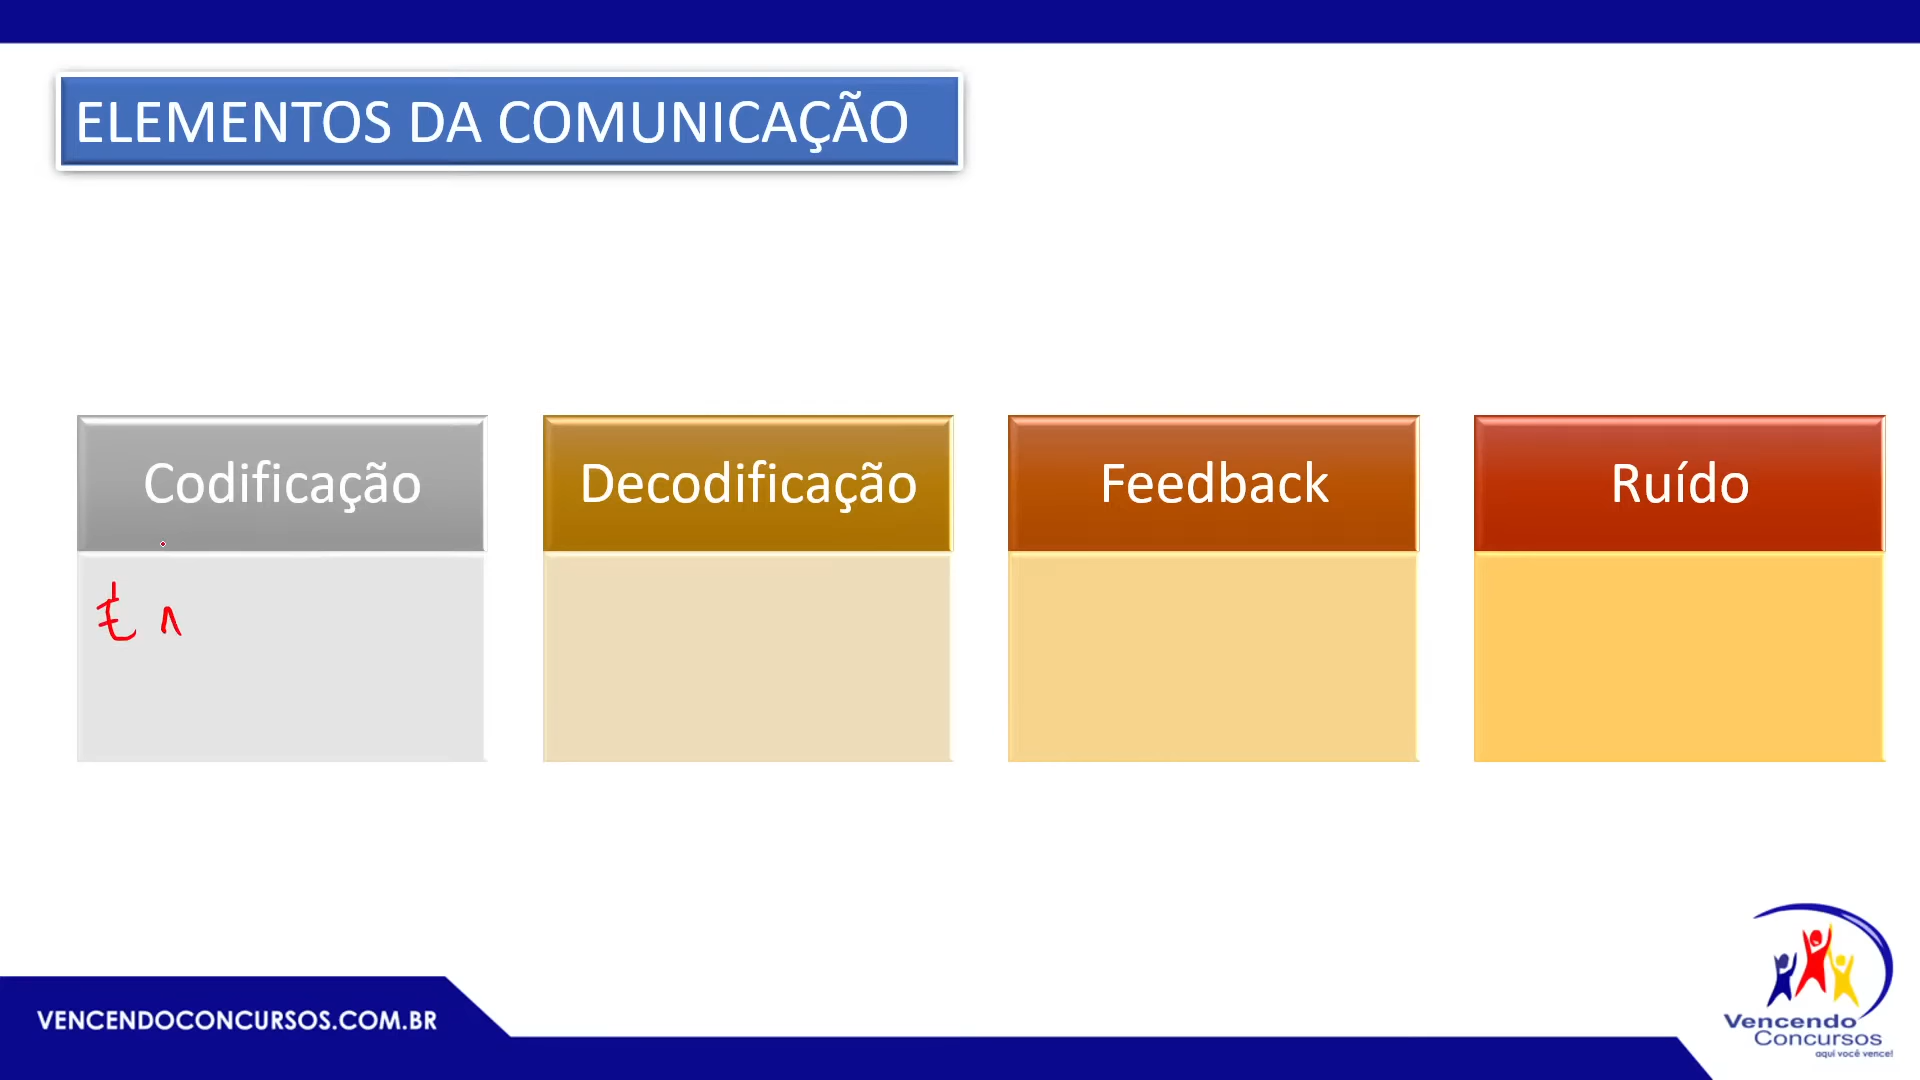 ELEMENTOS DA COMUNICAÇÃO
Codificação
Decodificação
Feedback
Ruído
VENCENDOCONCURSOS.COM.BR
Vencendo
Concursos
aqui você vence!